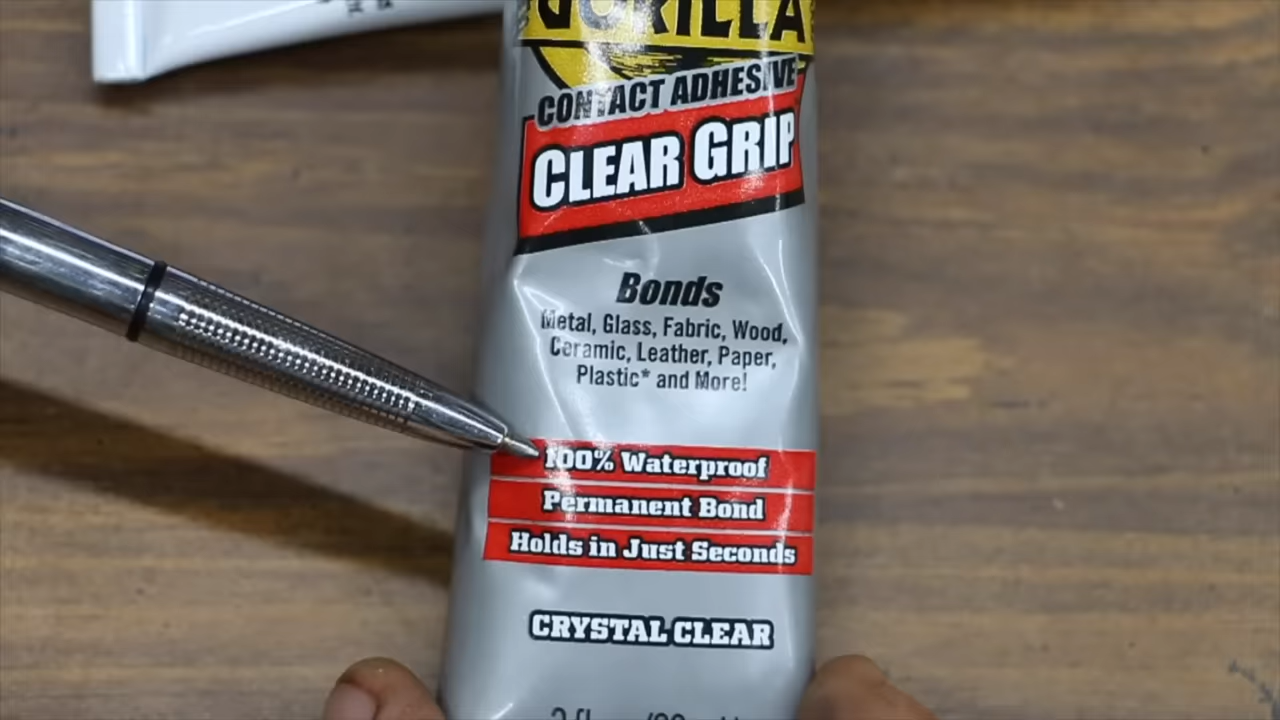 GORILLA
CONTACT ADHESIVE
CLEAR GRIP
Bonds
Metal, Glass, Fabric, Wood,
Ceramic, Leather, Paper,
Plastic* and More!
100% Waterproof
Permanent Bond
Holds in Just Seconds
CRYSTAL CLEAR